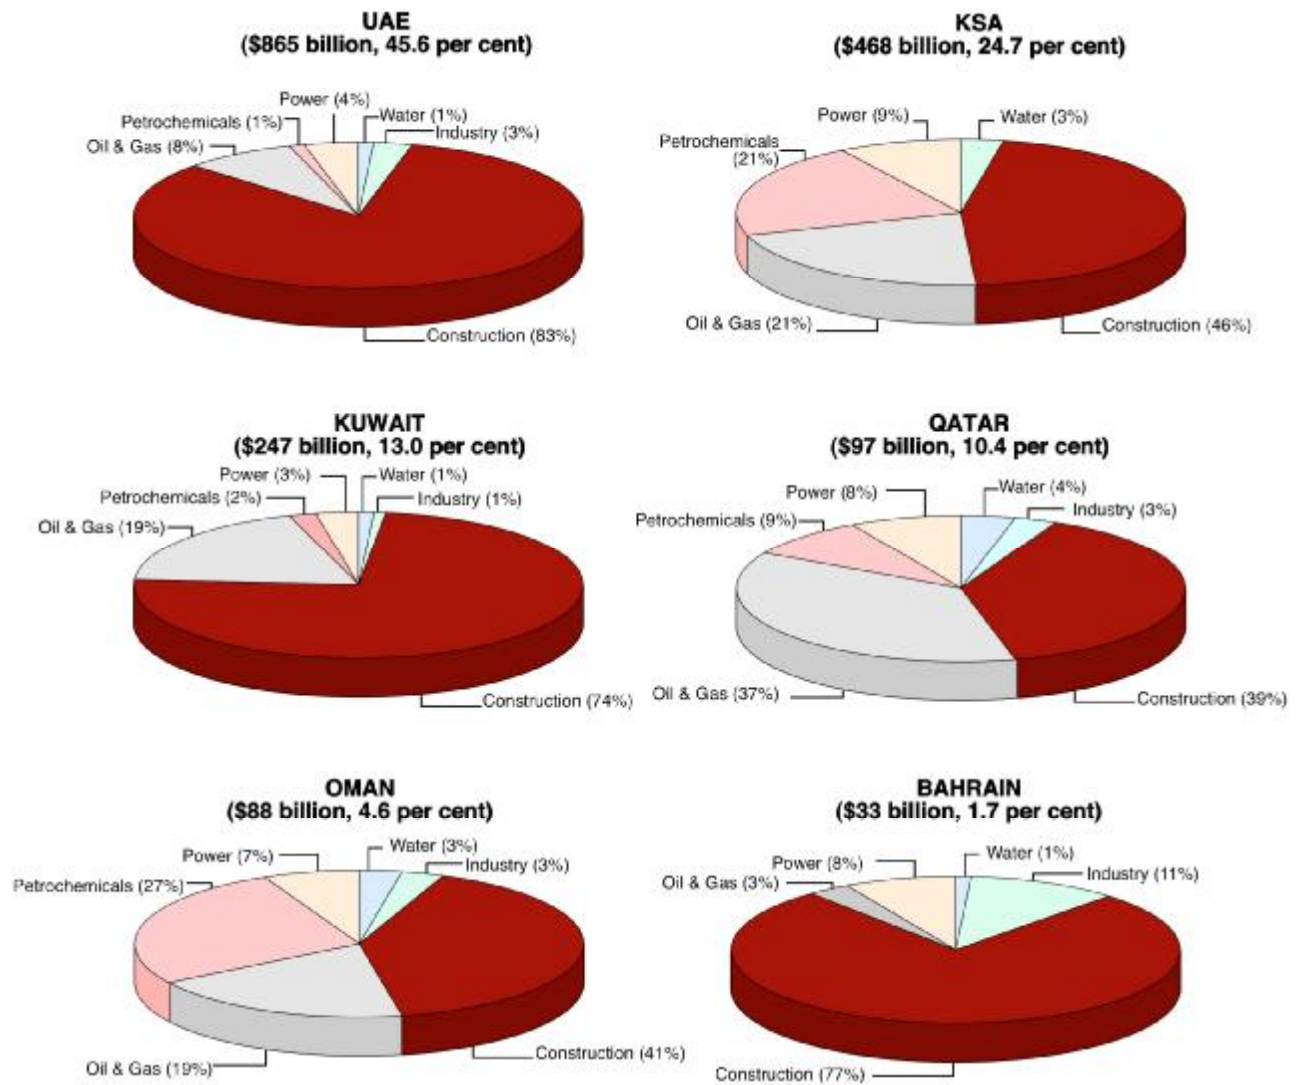 UAE
($865 billion, 45.6 per cent)
Power (4%)
Water (1%)
Petrochemicals (1%)
Industry (3%)
Oil & Gas (8%)
Construction (83%)
KSA
($468 billion, 24.7 per cent)
Power (9%)
Water (3%)
Petrochemicals
(21%)
Oil & Gas (21%)
Construction (46%)
KUWAIT
($247 billion, 13.0 per cent)
Power (3%)
Water (1%)
Petrochemicals (2%)
Industry (1%)
Oil & Gas (19%)
Construction (74%)
QATAR
($97 billion, 10.4 per cent)
Power (8%)
Water (4%)
Petrochemicals (9%)
Industry (3%)
Oil & Gas (37%)
Construction (39%)
OMAN
($88 billion, 4.6 per cent)
Power (7%)
Water (3%)
Industry (3%)
Petrochemicals (27%)
Oil & Gas (19%)
Construction (41%)
BAHRAIN
($33 billion, 1.7 per cent)
Power (8%)
Water (1%)
Oil & Gas (3%)
Industry (11%)
Construction (77%)